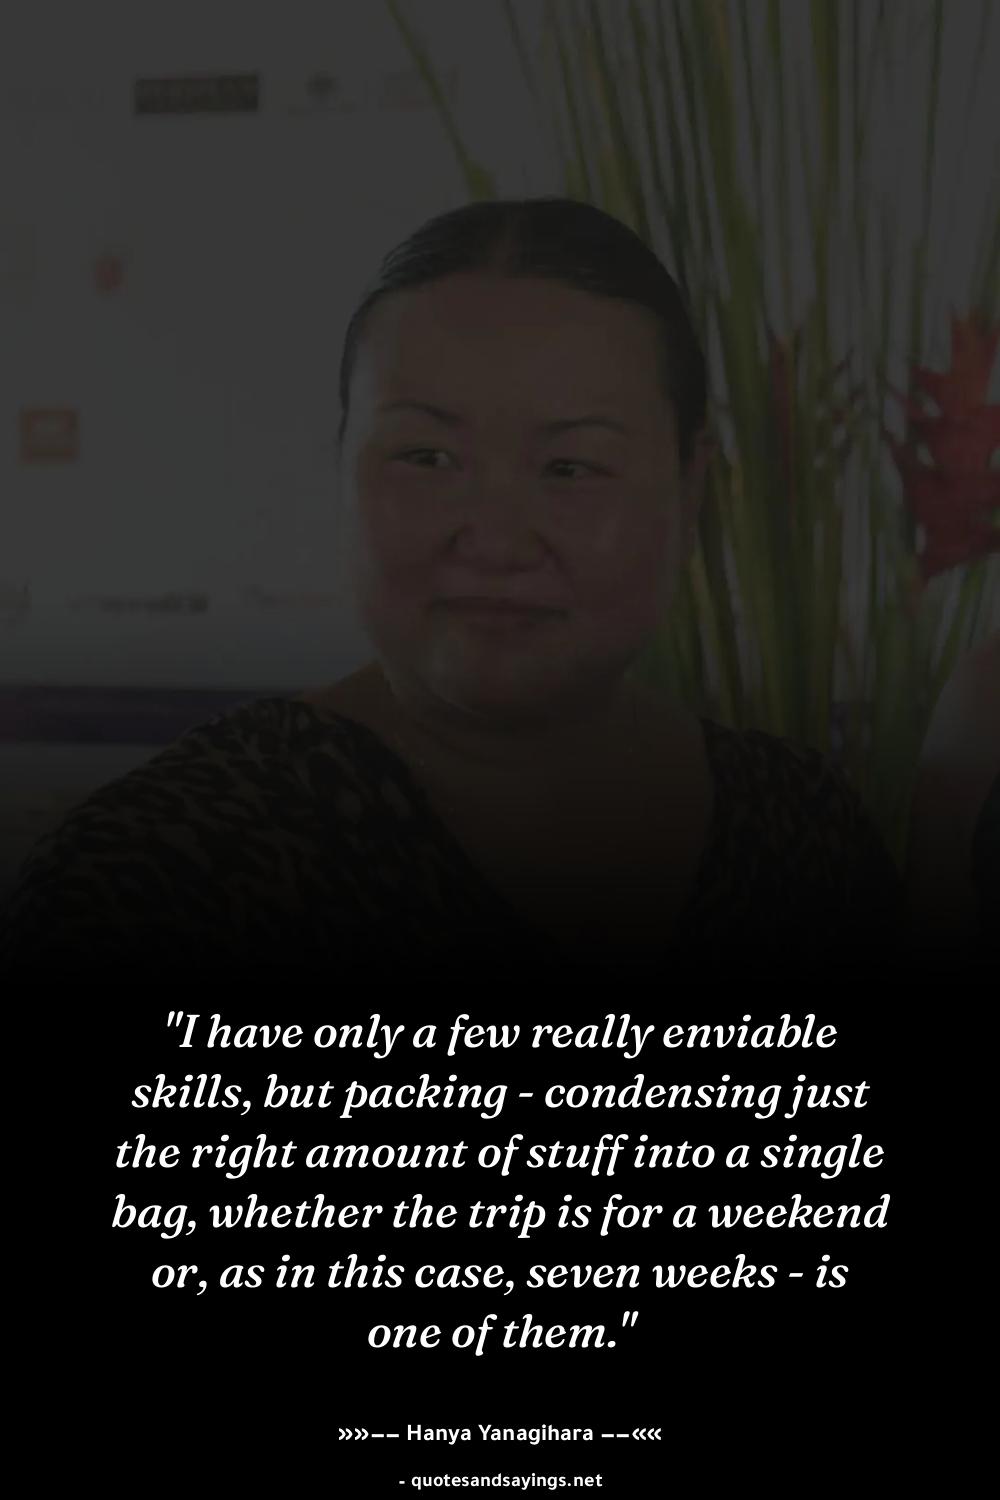 "I have only a few really enviable
skills, but packing - condensing just
the right amount of stuff into a single
bag, whether the trip is for a weekend
or, as in this case, seven weeks - is
one of them."
»»–– Hanya Yanagihara ––««
- quotesandsayings.net